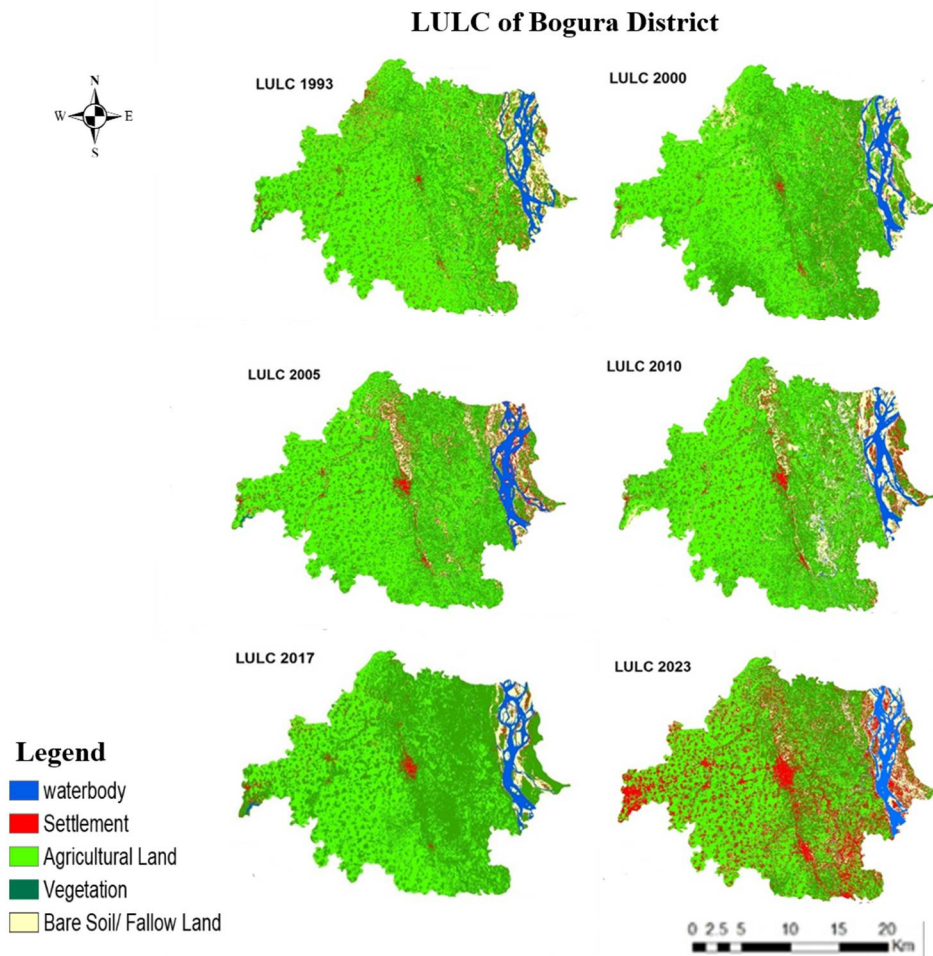 LULC of Bogura District
N
W E
S
LULC 1993
LULC 2000
LULC 2005
LULC 2010
LULC 2017
LULC 2023
Legend
waterbody
Settlement
Agricultural Land
Vegetation
Bare Soil/ Fallow Land
0 2.5 5 10 15 20
Km